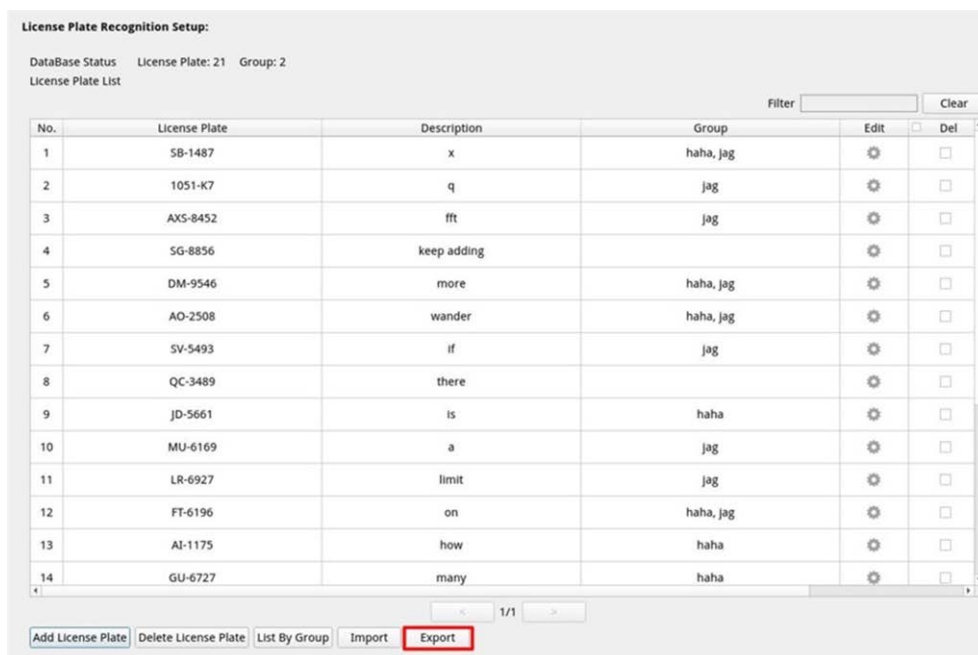 License Plate Recognition Setup:
DataBase Status License Plate: 21 Group: 2
License Plate List
Filter Clear
No. License Plate Description Group Edit Del
1 SB-1487 x haha, jag
2 1051-K7 q jag
3 AXS-8452 fft jag
4 SG-8856 keep adding
5 DM-9546 more haha, jag
6 AO-2508 wander haha, jag
7 SV-5493 if jag
8 QC-3489 there
9 JD-5661 is haha
10 MU-6169 a jag
11 LR-6927 limit jag
12 FT-6196 on haha, jag
13 AI-1175 how haha
14 GU-6727 many haha
< 1/1 >
Add License Plate Delete License Plate List By Group Import Export